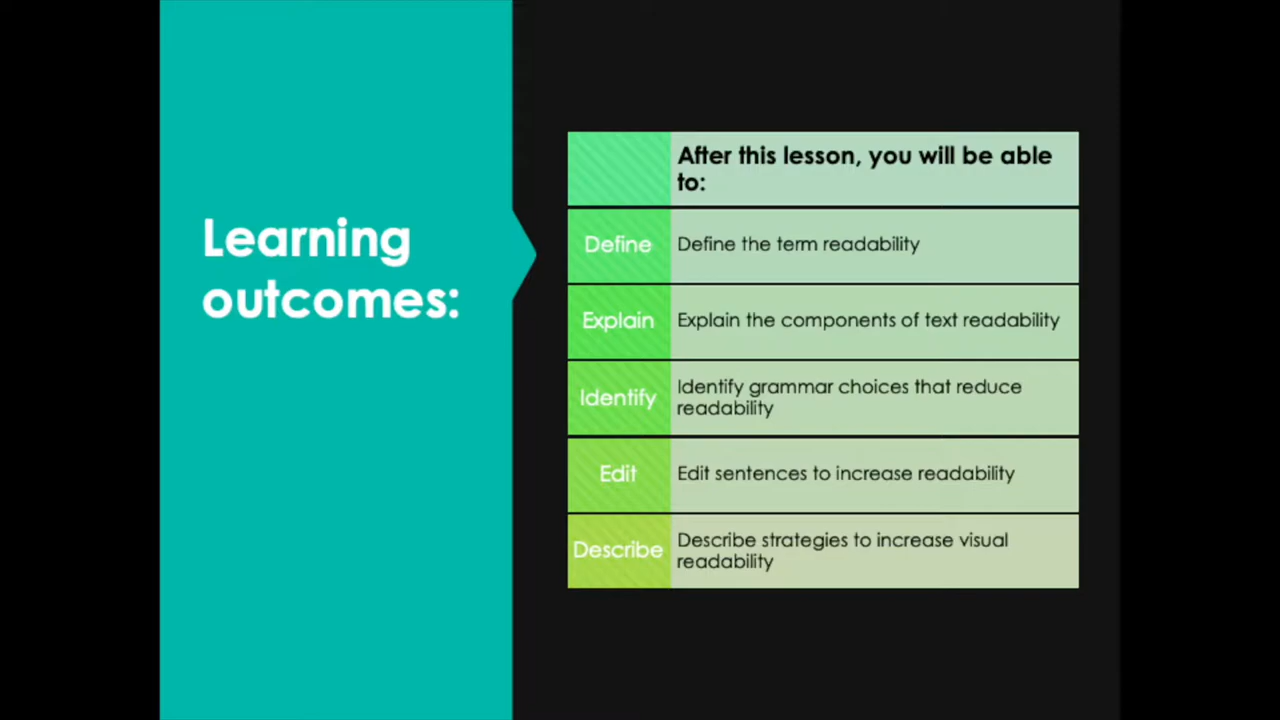 Learning
outcomes:
After this lesson, you will be able
to:
Define
Define the term readability
Explain
Explain the components of text readability
Identify
Identify grammar choices that reduce
readability
Edit
Edit sentences to increase readability
Describe
Describe strategies to increase visual
readability